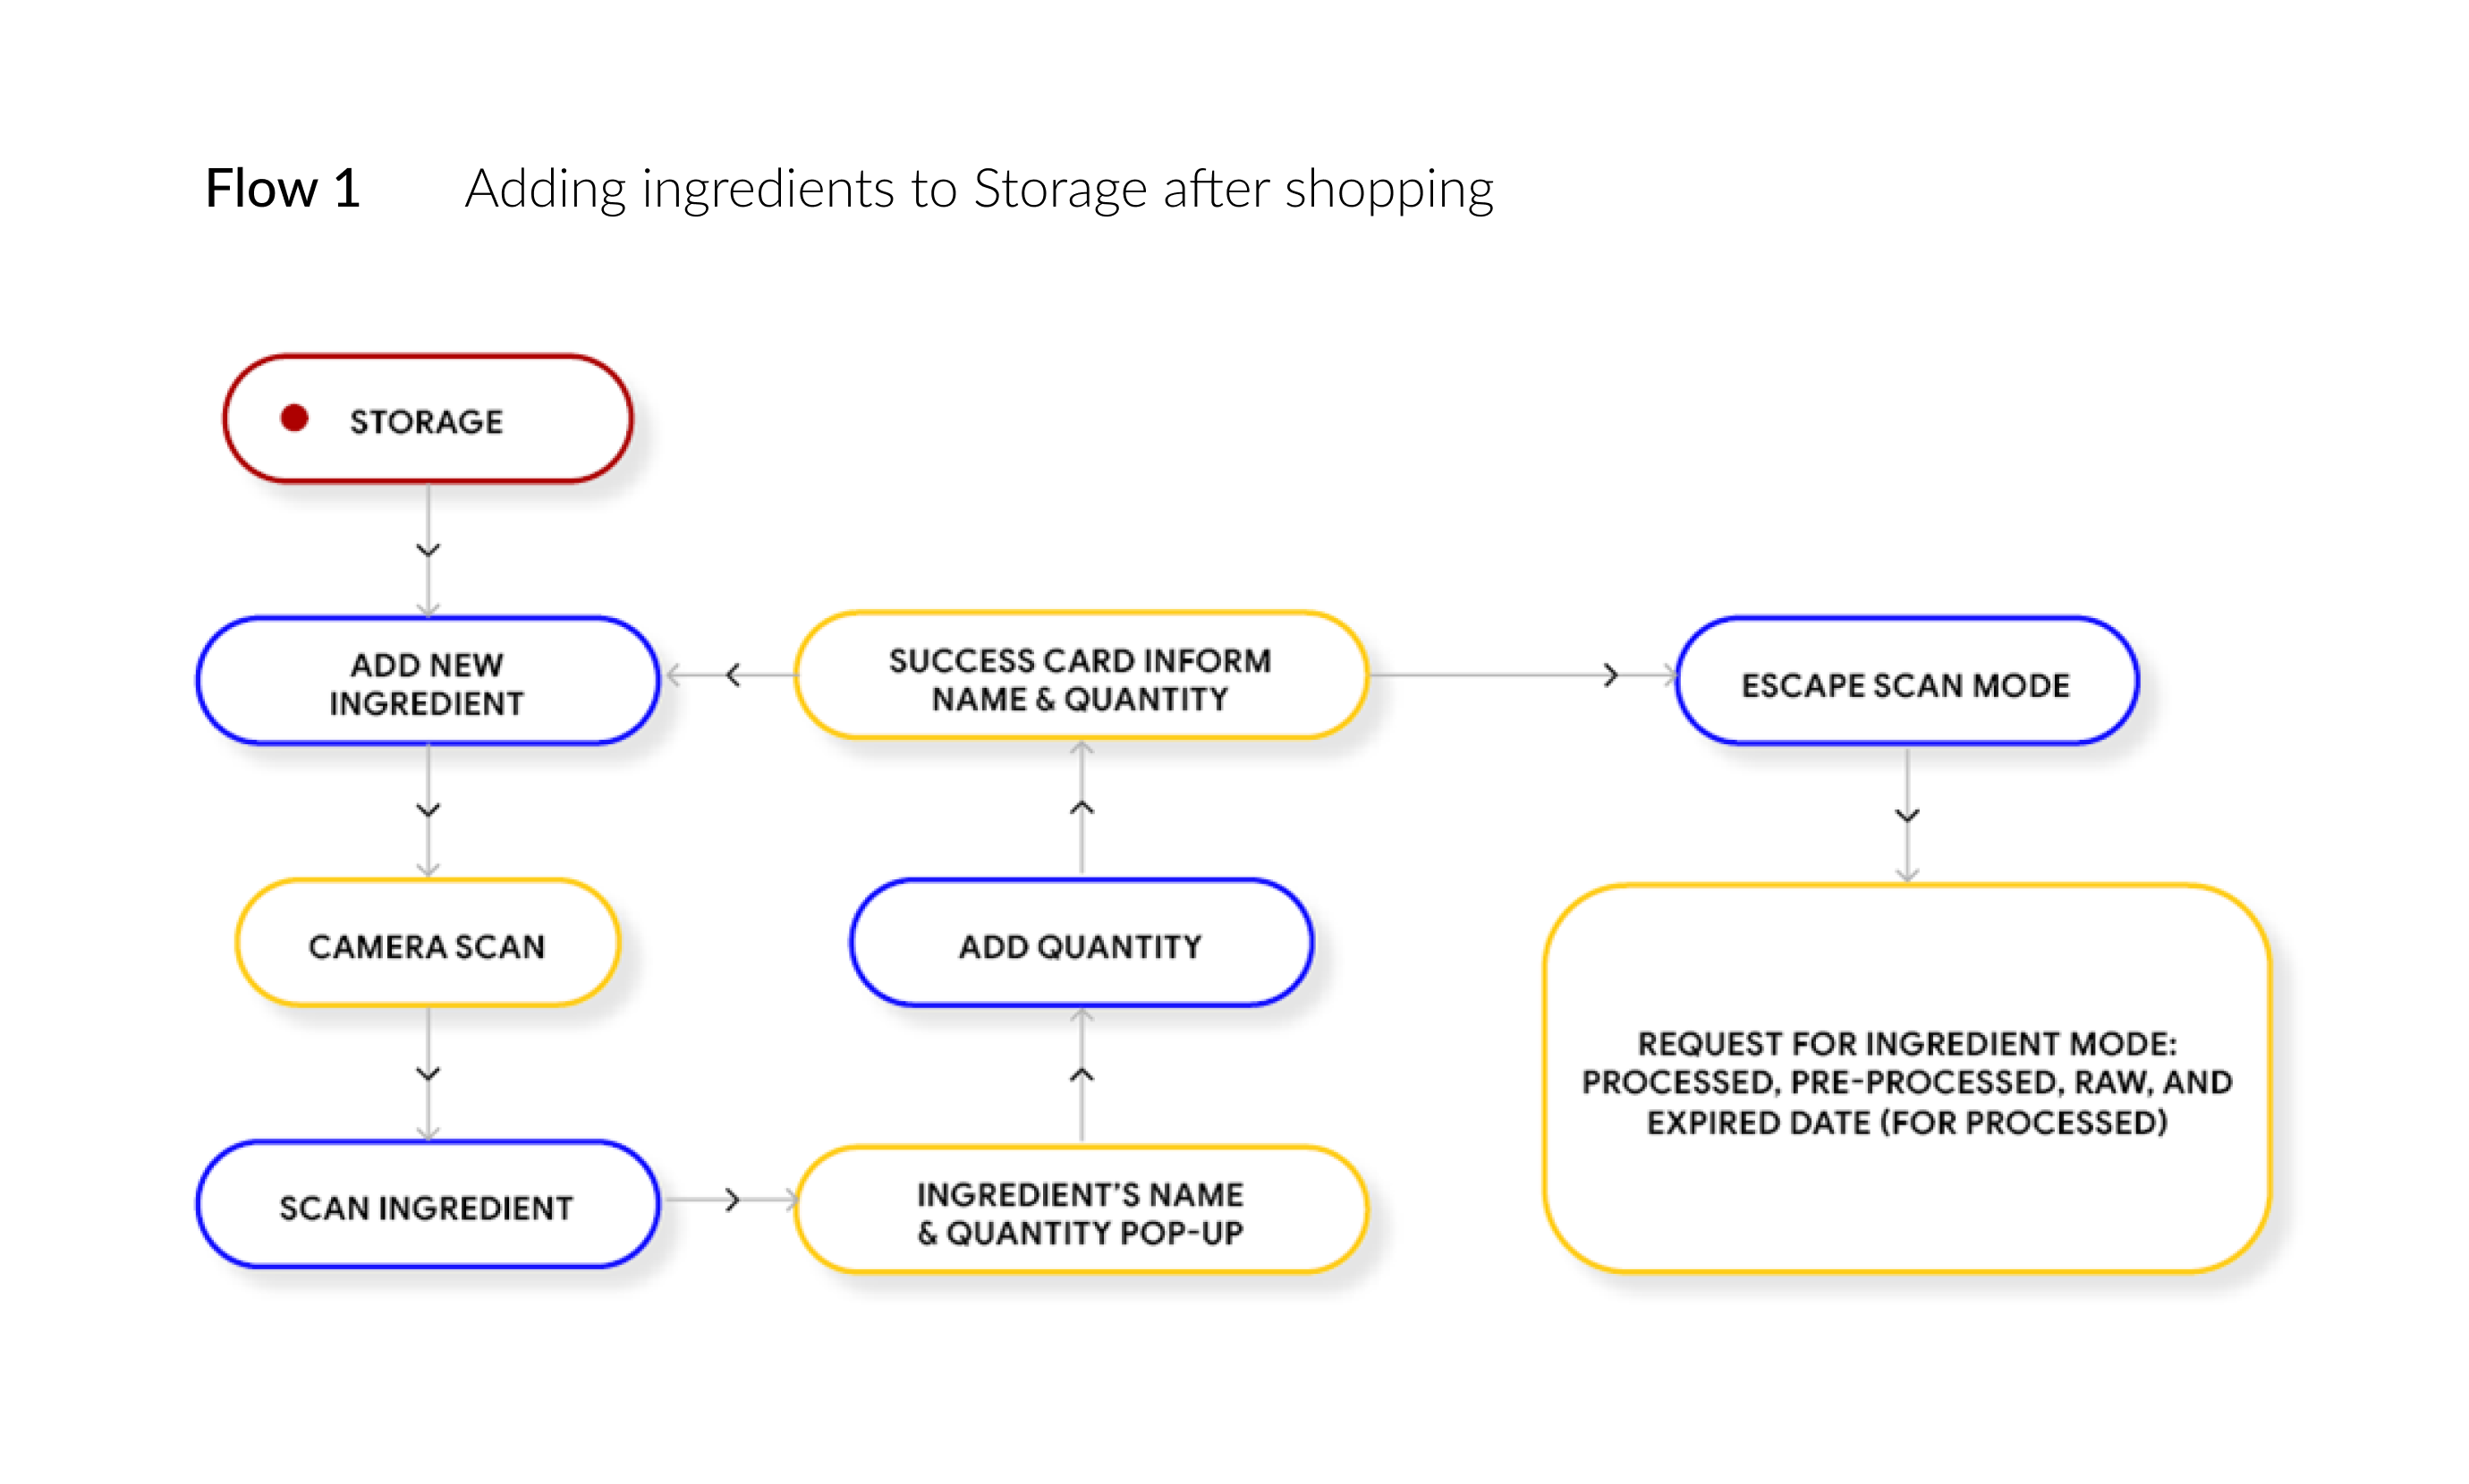 Flow 1 Adding ingredients to Storage after shopping
STORAGE
ADD NEW
INGREDIENT
SUCCESS CARD INFORM
NAME & QUANTITY
ESCAPE SCAN MODE
CAMERA SCAN
ADD QUANTITY
REQUEST FOR INGREDIENT MODE:
PROCESSED, PRE-PROCESSED, RAW, AND
EXPIRED DATE (FOR PROCESSED)
SCAN INGREDIENT
INGREDIENT’S NAME
& QUANTITY POP-UP